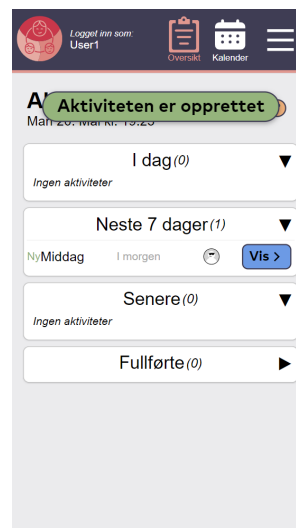 Logget inn som:
User1
Oversikt
Kalender
Aktiviteten er opprettet
I dag (0)
Ingen aktiviteter
Neste 7 dager (1)
Ny Middag I morgen Vis >
Senere (0)
Ingen aktiviteter
Fullførte (0)